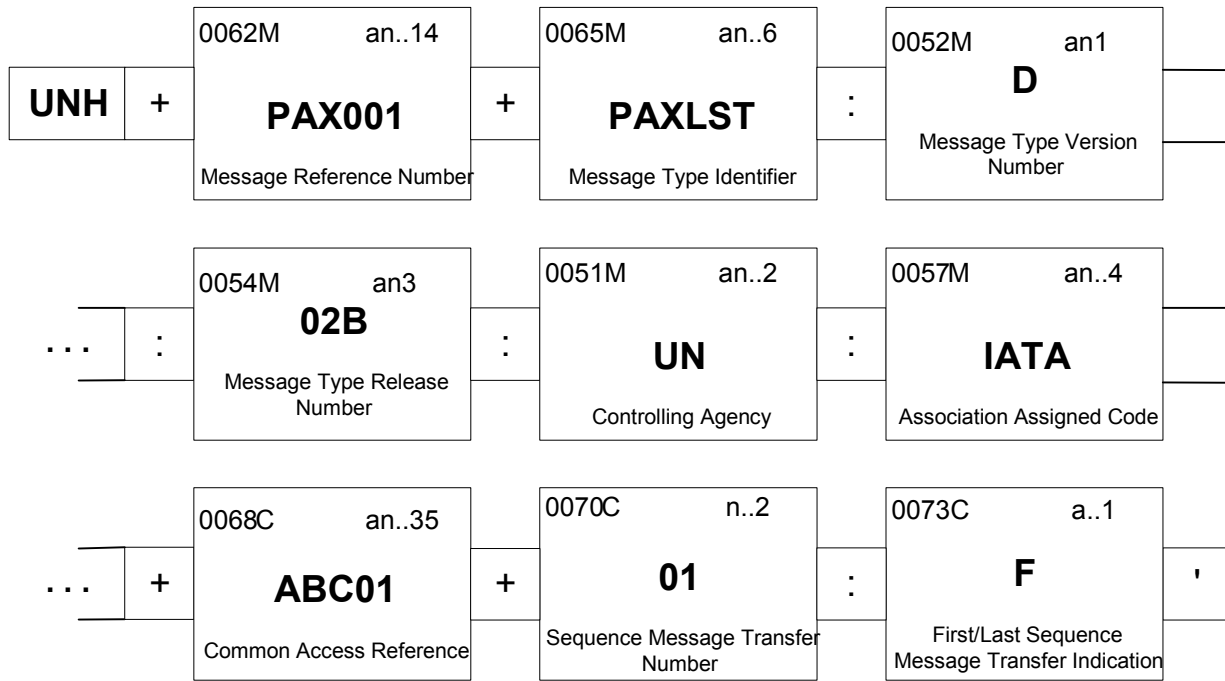 0062M an..14
0065M an..6
0052M an1
UNH + PAX001 + PAXLST : D
Message Reference Number
Message Type Identifier
Message Type Version
Number
0054M an3
0051M an..2
0057M an..4
... : 02B : UN : IATA
Message Type Release
Number
Controlling Agency
Association Assigned Code
0068C an..35
0070C n..2
0073C a..1
... + ABC01 + 01 : F '
Common Access Reference
Sequence Message Transfer
Number
First/Last Sequence
Message Transfer Indication